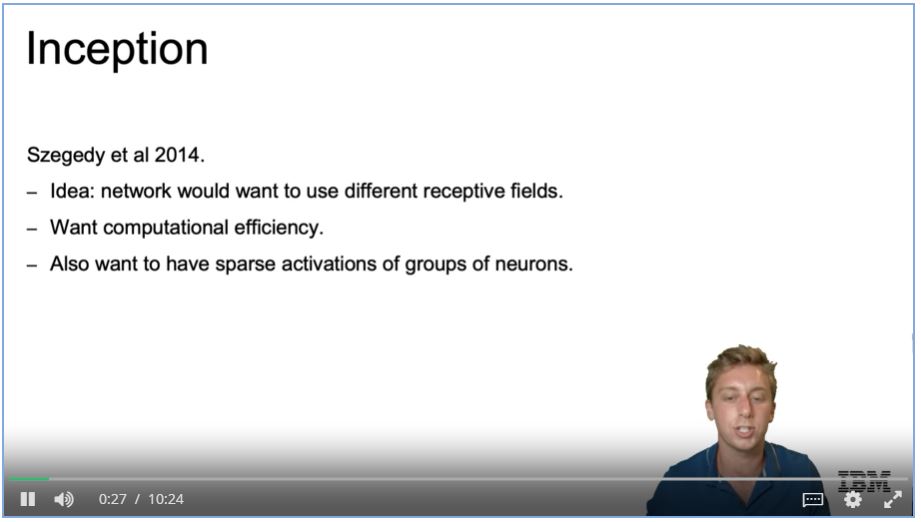 Inception
Szegedy et al 2014.
– Idea: network would want to use different receptive fields.
– Want computational efficiency.
– Also want to have sparse activations of groups of neurons.
IBM
0:27 / 10:24